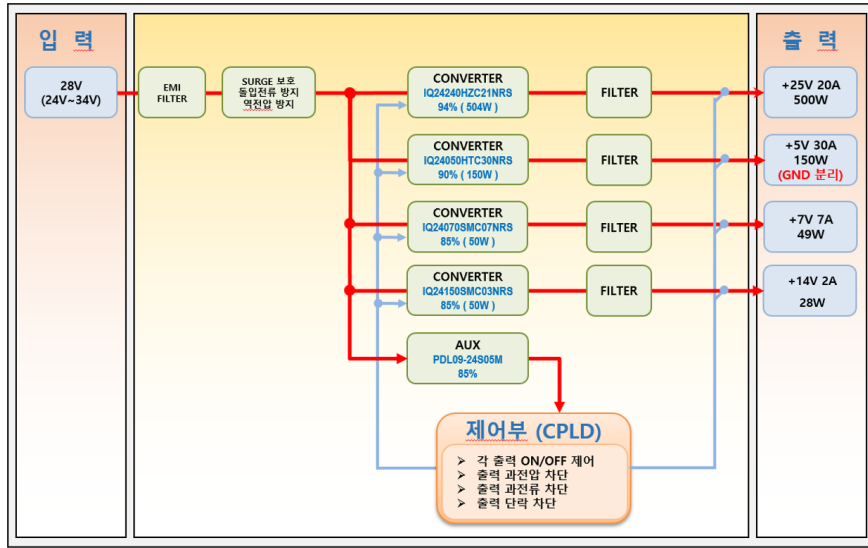 입 력
28V
(24V~34V)
EMI
FILTER
SURGE 보호
돌입전류 방지
역전압 방지
CONVERTER
IQ24240HZC21NRS
94% ( 504W )
FILTER
CONVERTER
IQ24050HTC30NRS
90% ( 150W )
FILTER
CONVERTER
IQ24070SMC07NRS
85% ( 50W )
FILTER
CONVERTER
IQ24150SMC03NRS
85% ( 50W )
FILTER
AUX
PDL09-24S05M
85%
제어부 (CPLD)
➢ 각 출력 ON/OFF 제어
➢ 출력 과전압 차단
➢ 출력 과전류 차단
➢ 출력 단락 차단
출 력
+25V 20A
500W
+5V 30A
150W
(GND 분리)
+7V 7A
49W
+14V 2A
28W